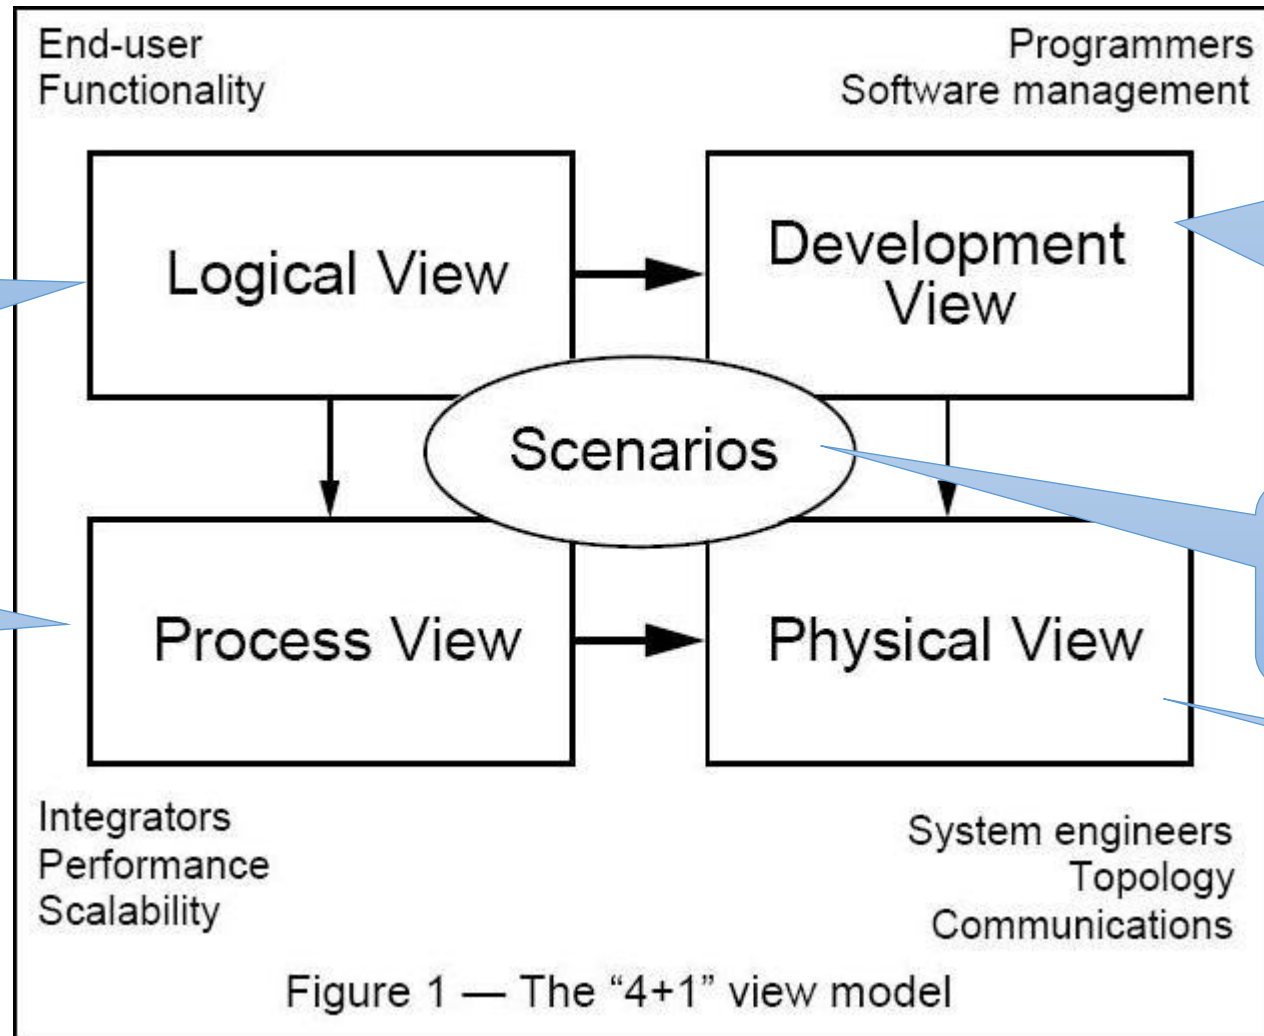 End-user
Functionality
Programmers
Software management
Logical View
Development
View
Scenarios
Process View
Physical View
Integrators
Performance
Scalability
System engineers
Topology
Communications
Figure 1 — The “4+1” view model